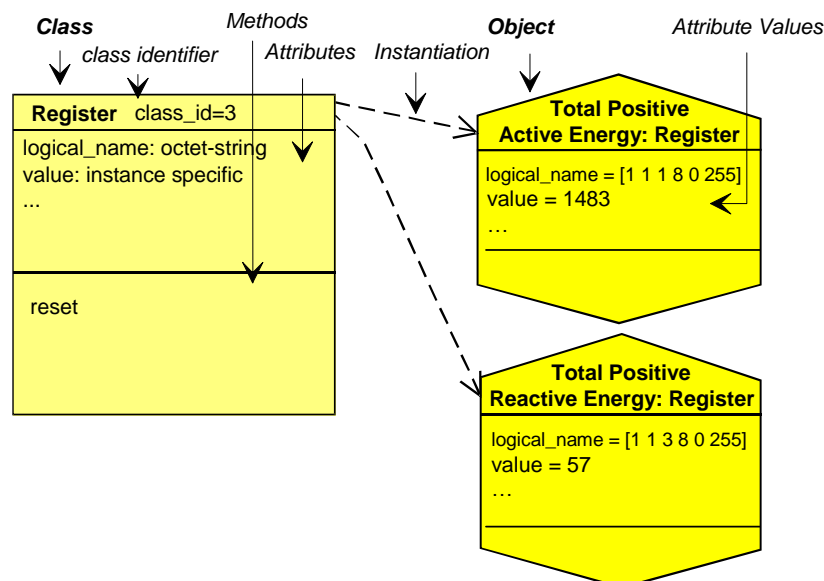 Class
class identifier
Methods
Attributes
Instantiation
Object
Attribute Values
Register class_id=3
logical_name: octet-string
value: instance specific
...
reset
Total Positive
Active Energy: Register
logical_name = [1 1 1 8 0 255]
value = 1483
…
Total Positive
Reactive Energy: Register
logical_name = [1 1 3 8 0 255]
value = 57
…